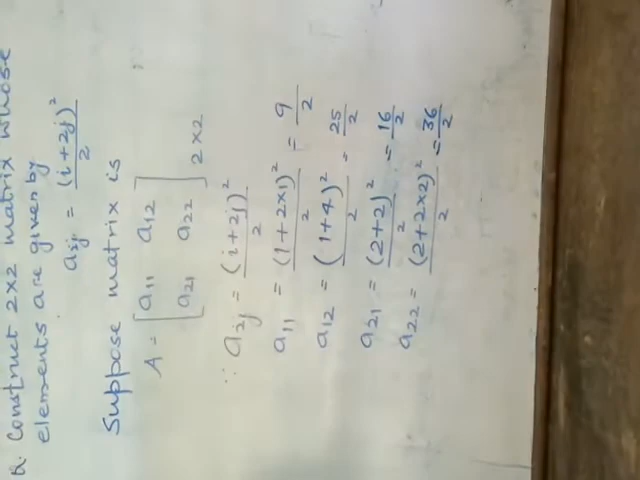 Q. Construct 2×2 matrix whose
elements are given by
aij = (i+2j)²/2
Suppose matrix is
A = [a11 a12
a21 a22] 2×2
∵ aij = (i+2j)²/2
a11 = (1+2×1)²/2 = 9/2
a12 = (1+4)²/2 = 25/2
a21 = (2+2)²/2 = 16/2
a22 = (2+2×2)²/2 = 36/2